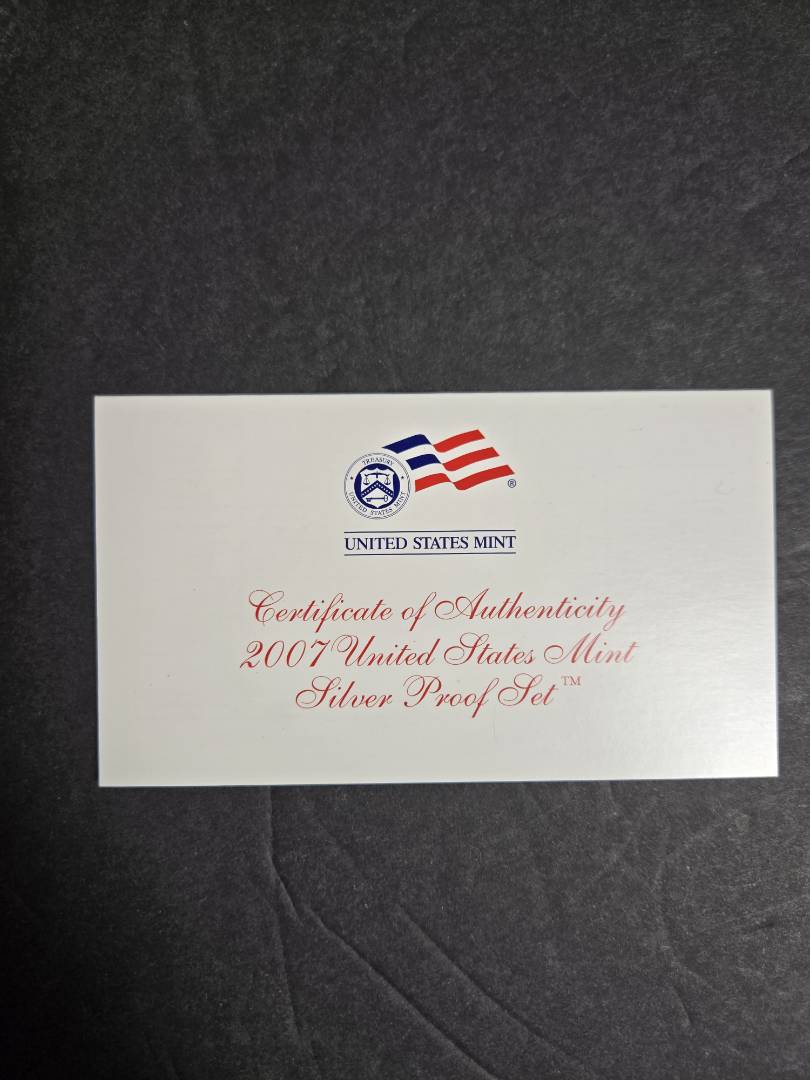 TREASURY
UNITED STATES MINT
®
UNITED STATES MINT
Certificate of Authenticity
2007 United States Mint
Silver Proof Set™